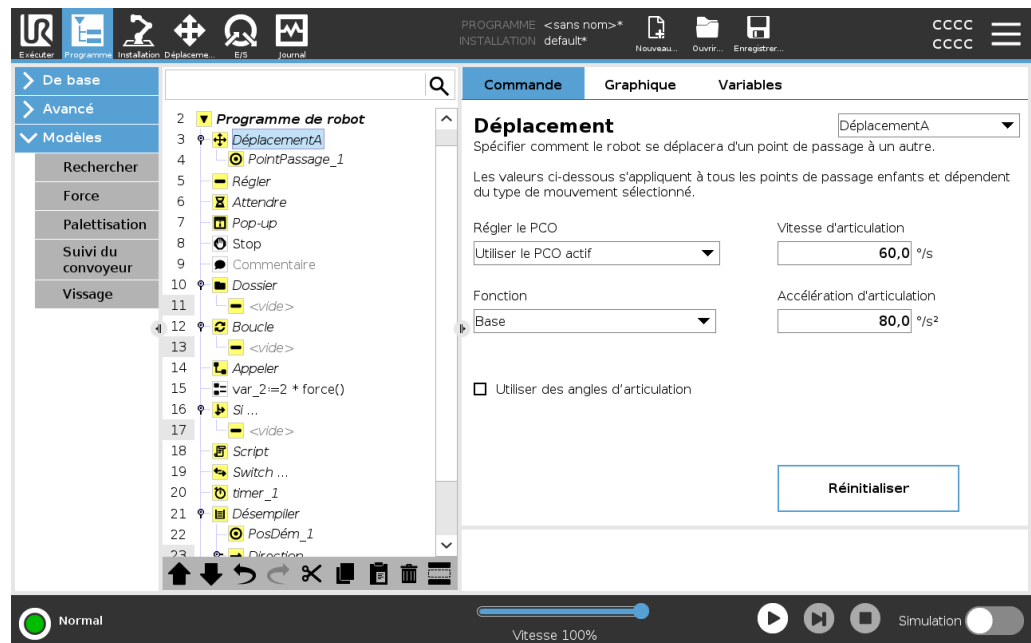 UR
Exécuter
Programme
Installation
Déplaceme...
E/S
Journal
PROGRAMME <sans nom>*
INSTALLATION default*
Nouveau...
Ouvrir...
Enregistrer...
CCCC
CCCC
De base
Avancé
Modèles
Rechercher
Force
Palettisation
Suivi du
convoyeur
Vissage
2 Programme de robot
3 DéplacementA
4 PointPassage_1
5 Régler
6 Attendre
7 Pop-up
8 Stop
9 Commentaire
10 Dossier
11 <vide>
12 Boucle
13 <vide>
14 Appeler
15 var_2:=2 * force()
16 Si ...
17 <vide>
18 Script
19 Switch ...
20 timer_1
21 Désempiler
22 PosDém_1
23 Direction
Commande Graphique Variables
Déplacement
DéplacementA
Spécifier comment le robot se déplacera d'un point de passage à un autre.
Les valeurs ci-dessous s'appliquent à tous les points de passage enfants et dépendent
du type de mouvement sélectionné.
Régler le PCO
Vitesse d'articulation
Utiliser le PCO actif
60,0 °/s
Fonction
Accélération d'articulation
Base
80,0 °/s²
Utiliser des angles d'articulation
Réinitialiser
Normal
Vitesse 100%
Simulation